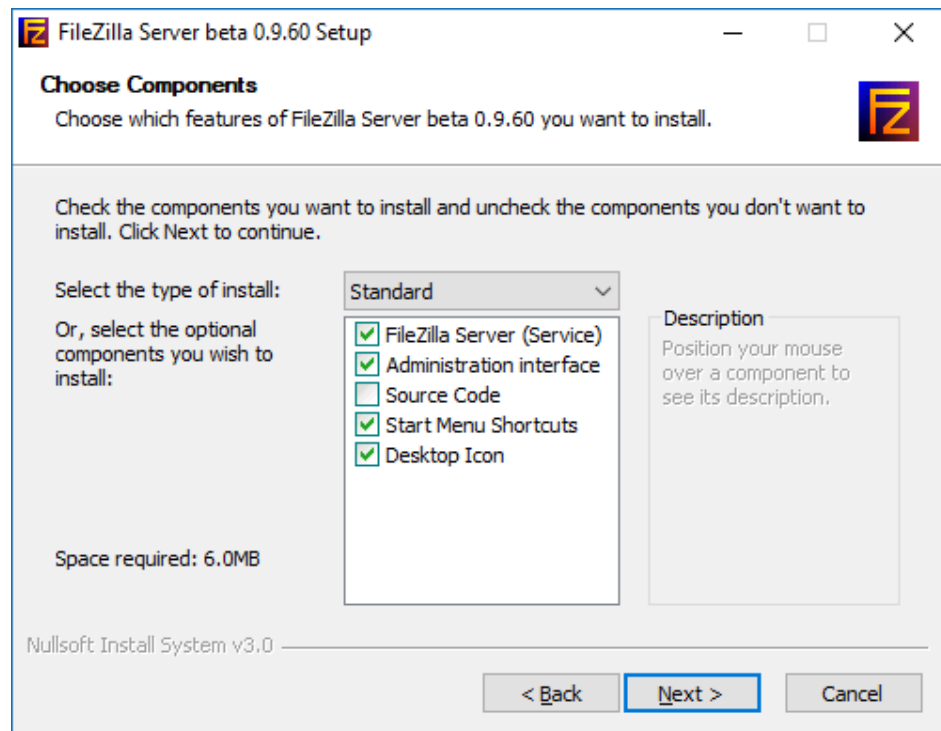 FileZilla Server beta 0.9.60 Setup
Choose Components
Choose which features of FileZilla Server beta 0.9.60 you want to install.
FZ
Check the components you want to install and uncheck the components you don't want to
install. Click Next to continue.
Select the type of install:
Standard
Or, select the optional
components you wish to
install:
FileZilla Server (Service)
Administration interface
Source Code
Start Menu Shortcuts
Desktop Icon
Description
Position your mouse
over a component to
see its description.
Space required: 6.0MB
Nullsoft Install System v3.0
< Back
Next >
Cancel